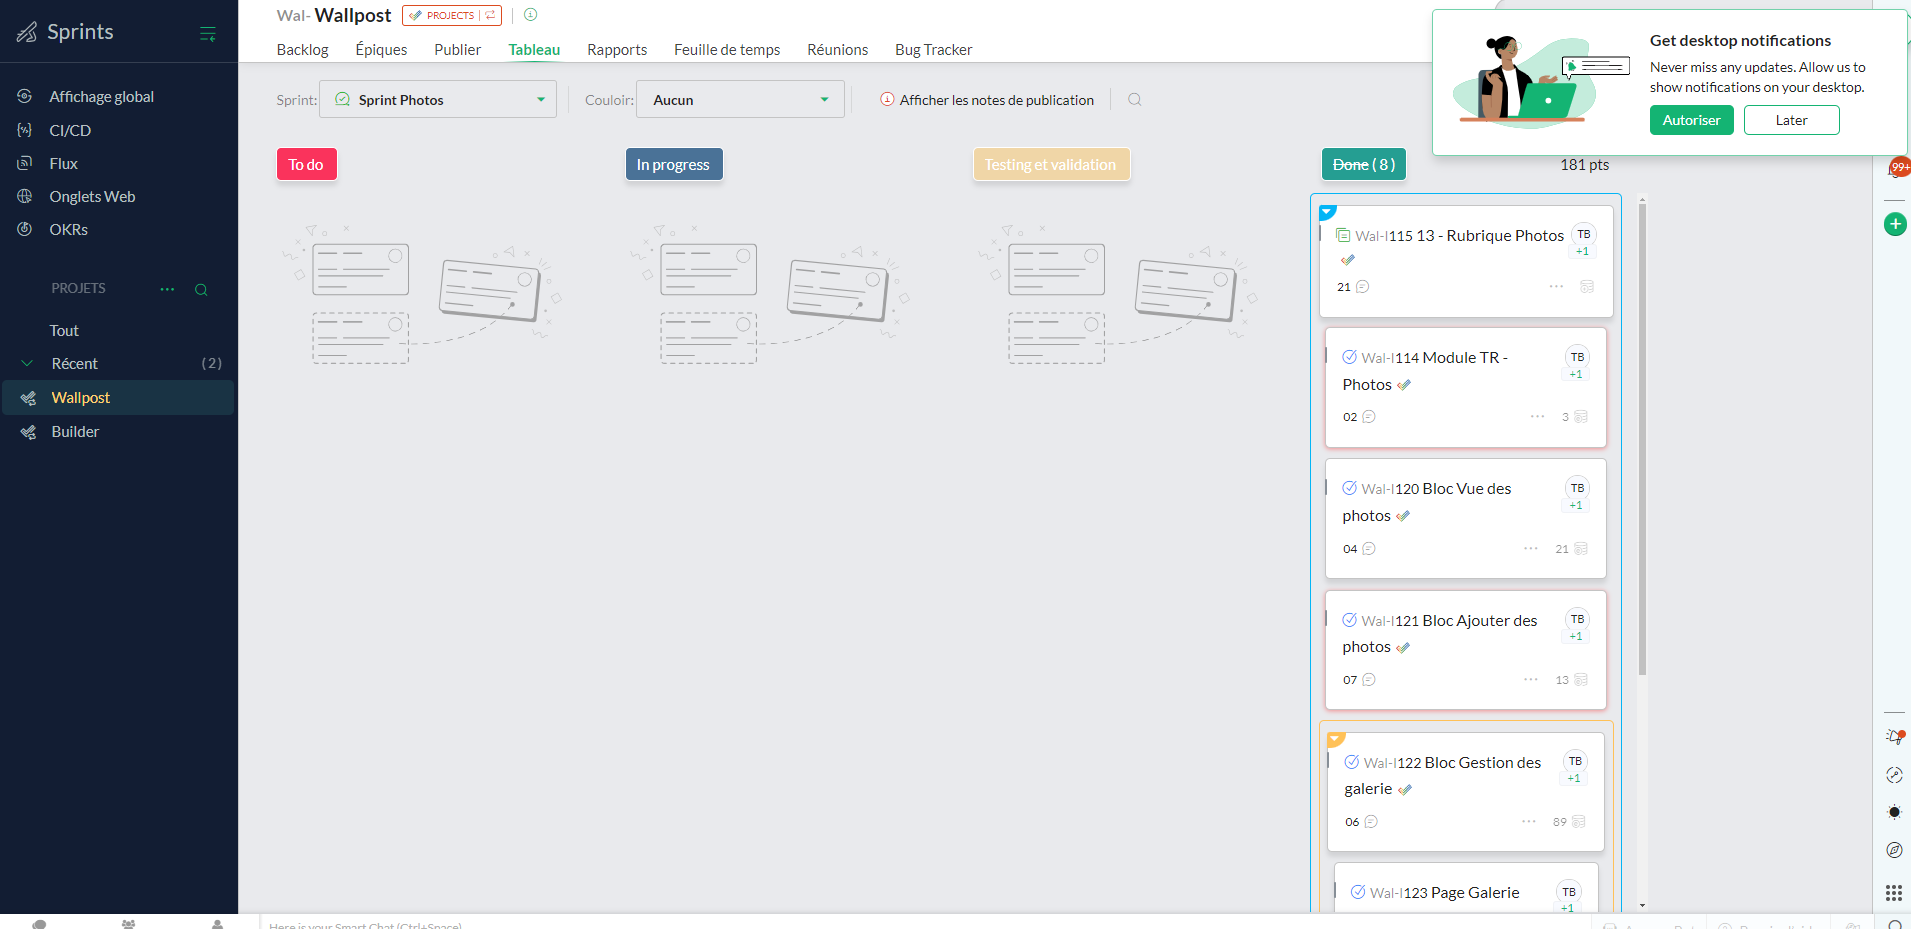 Sprints
Affichage global
CI/CD
Flux
Onglets Web
OKRs
PROJETS
Tout
Récent (2)
Wallpost
Builder
Wal- Wallpost PROJECTS
Backlog Épiques Publier Tableau Rapports Feuille de temps Réunions Bug Tracker
Sprint: Sprint Photos Couloir: Aucun Afficher les notes de publication
Get desktop notifications
Never miss any updates. Allow us to
show notifications on your desktop.
Autoriser Later
99+
To do In progress Testing et validation Done ( 8 ) 181 pts
Wal-I115 13 - Rubrique Photos TB
+1
21
Wal-I114 Module TR - TB
Photos +1
02 3
Wal-I120 Bloc Vue des TB
photos +1
04 21
Wal-I121 Bloc Ajouter des TB
photos +1
07 13
Wal-I122 Bloc Gestion des TB
galerie +1
06 89
Wal-I123 Page Galerie TB
+1
Here is your Smart Chat (Ctrl+Space)